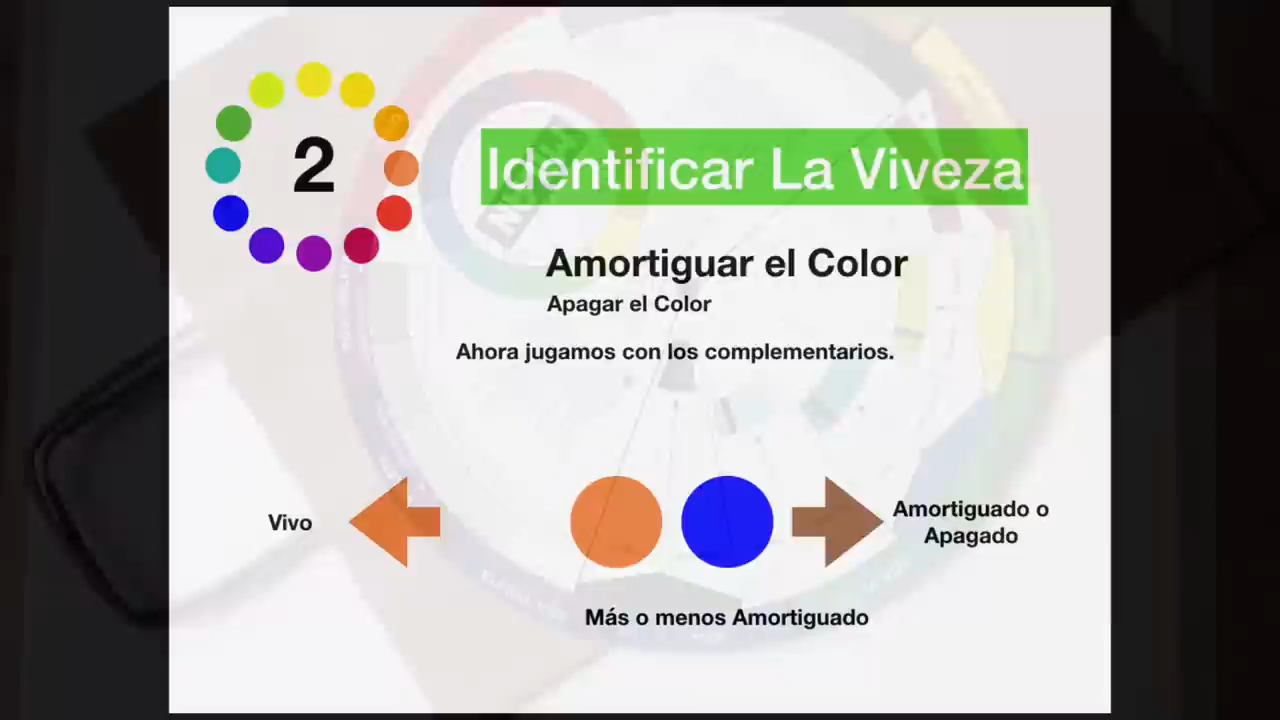 2
Identificar La Viveza
Amortiguar el Color
Apagar el Color
Ahora jugamos con los complementarios.
Vivo
Amortiguado o
Apagado
Más o menos Amortiguado